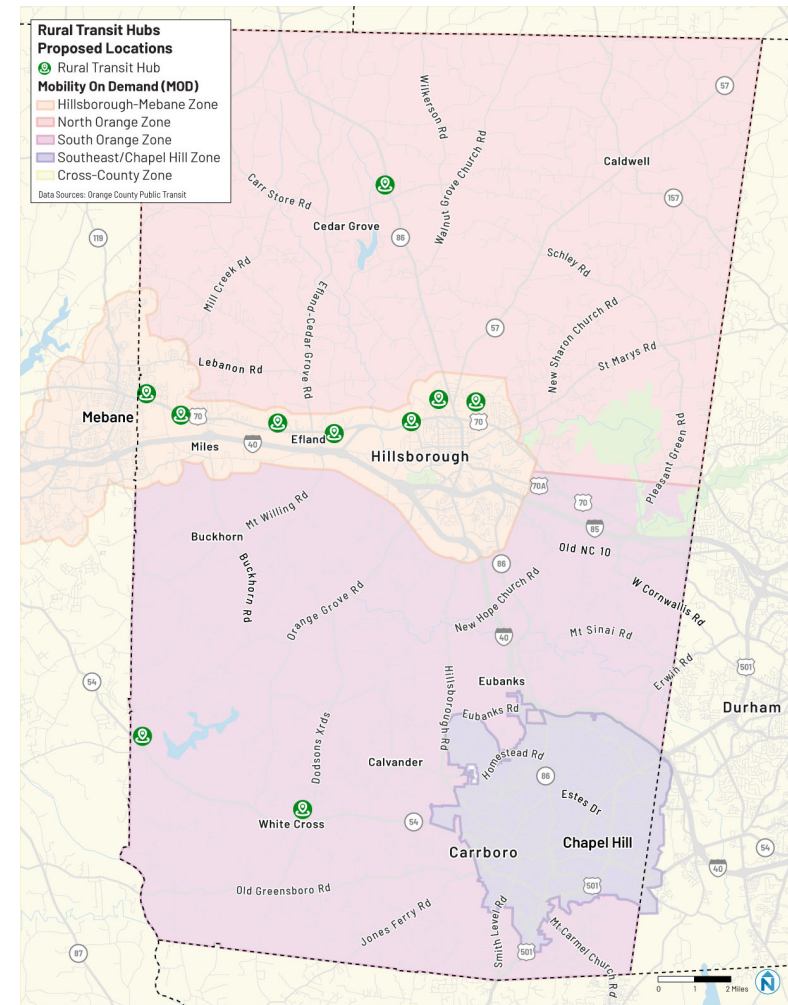 Rural Transit Hubs
Proposed Locations
Rural Transit Hub
Mobility On Demand (MOD)
Hillsborough-Mebane Zone
North Orange Zone
South Orange Zone
Southeast/Chapel Hill Zone
Cross-County Zone
Data Sources: Orange County Public Transit
57
Wilkerson Rd
Walnut Grove Church Rd
Caldwell
Carr Store Rd
157
Cedar Grove
119
86
Schley Rd
Mill Creek Rd
Efland-Cedar Grove Rd
57
New Sharon Church Rd
St Marys Rd
Lebanon Rd
Mebane
70
70
Pleasant Green Rd
Miles
40
Efland
Hillsborough
70A
70
85
Mt Willing Rd
Buckhorn
Old NC 10
Buckhorn Rd
86
Orange Grove Rd
New Hope Church Rd
W Cornwallis Rd
40
Mt Sinai Rd
501
54
Erwin Rd
Eubanks
Hillsborough Rd
Eubanks Rd
Durham
Dodsons Xrds
Calvander
Homestead Rd
86
Estes Dr
White Cross
54
Carrboro
Chapel Hill
54
40
501
Old Greensboro Rd
Jones Ferry Rd
Smith Level Rd
Mt Carmel Church Rd
87
501
0 1 2 Miles
N